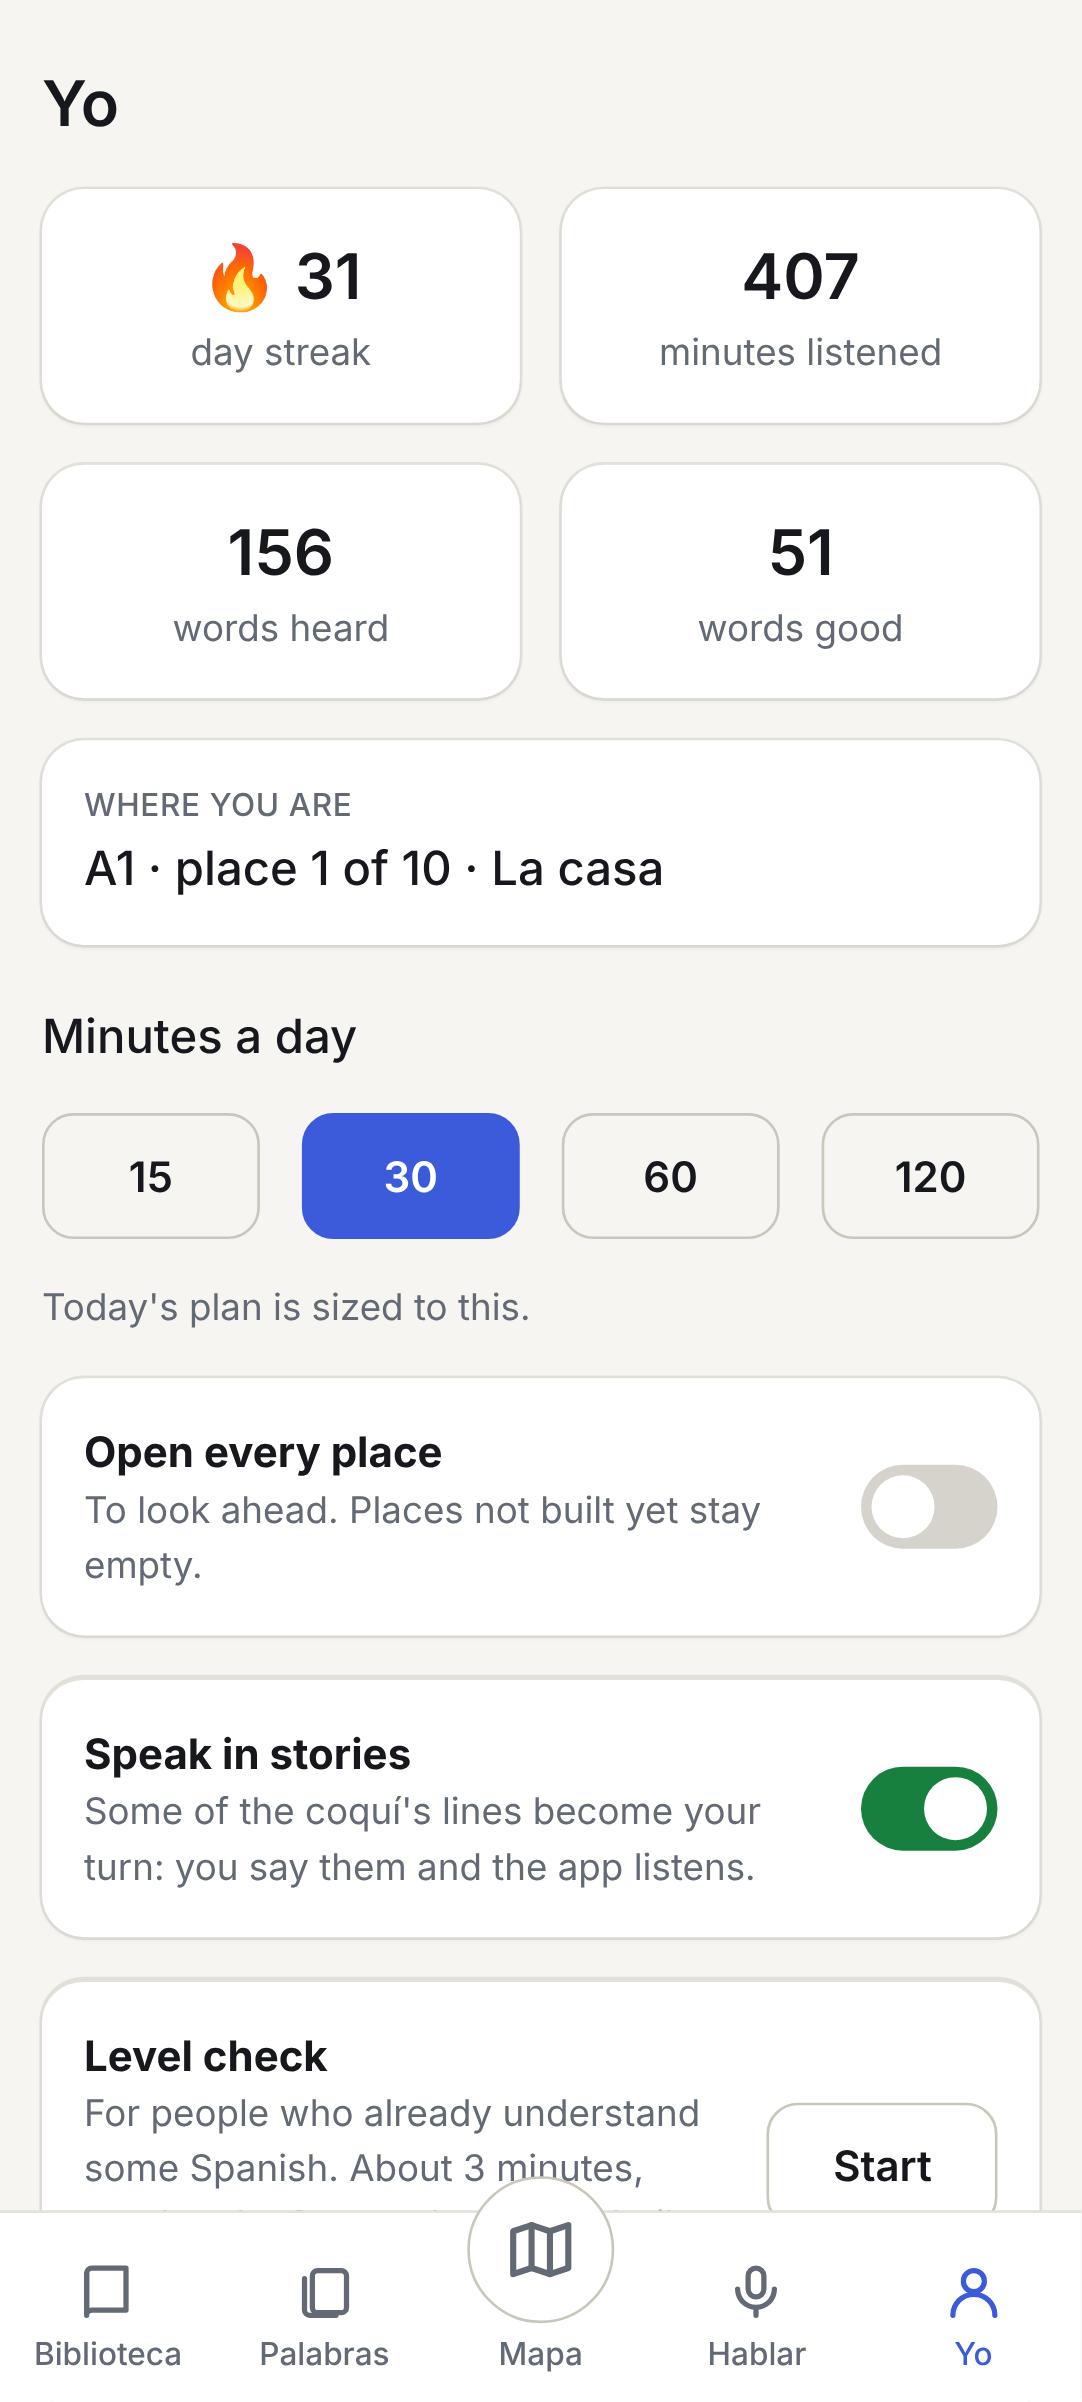 Yo
🔥 31
day streak
407
minutes listened
156
words heard
51
words good
WHERE YOU ARE
A1 · place 1 of 10 · La casa
Minutes a day
15
30
60
120
Today's plan is sized to this.
Open every place
To look ahead. Places not built yet stay
empty.
Speak in stories
Some of the coquí's lines become your
turn: you say them and the app listens.
Level check
For people who already understand
some Spanish. About 3 minutes,
Start
Biblioteca
Palabras
Mapa
Hablar
Yo